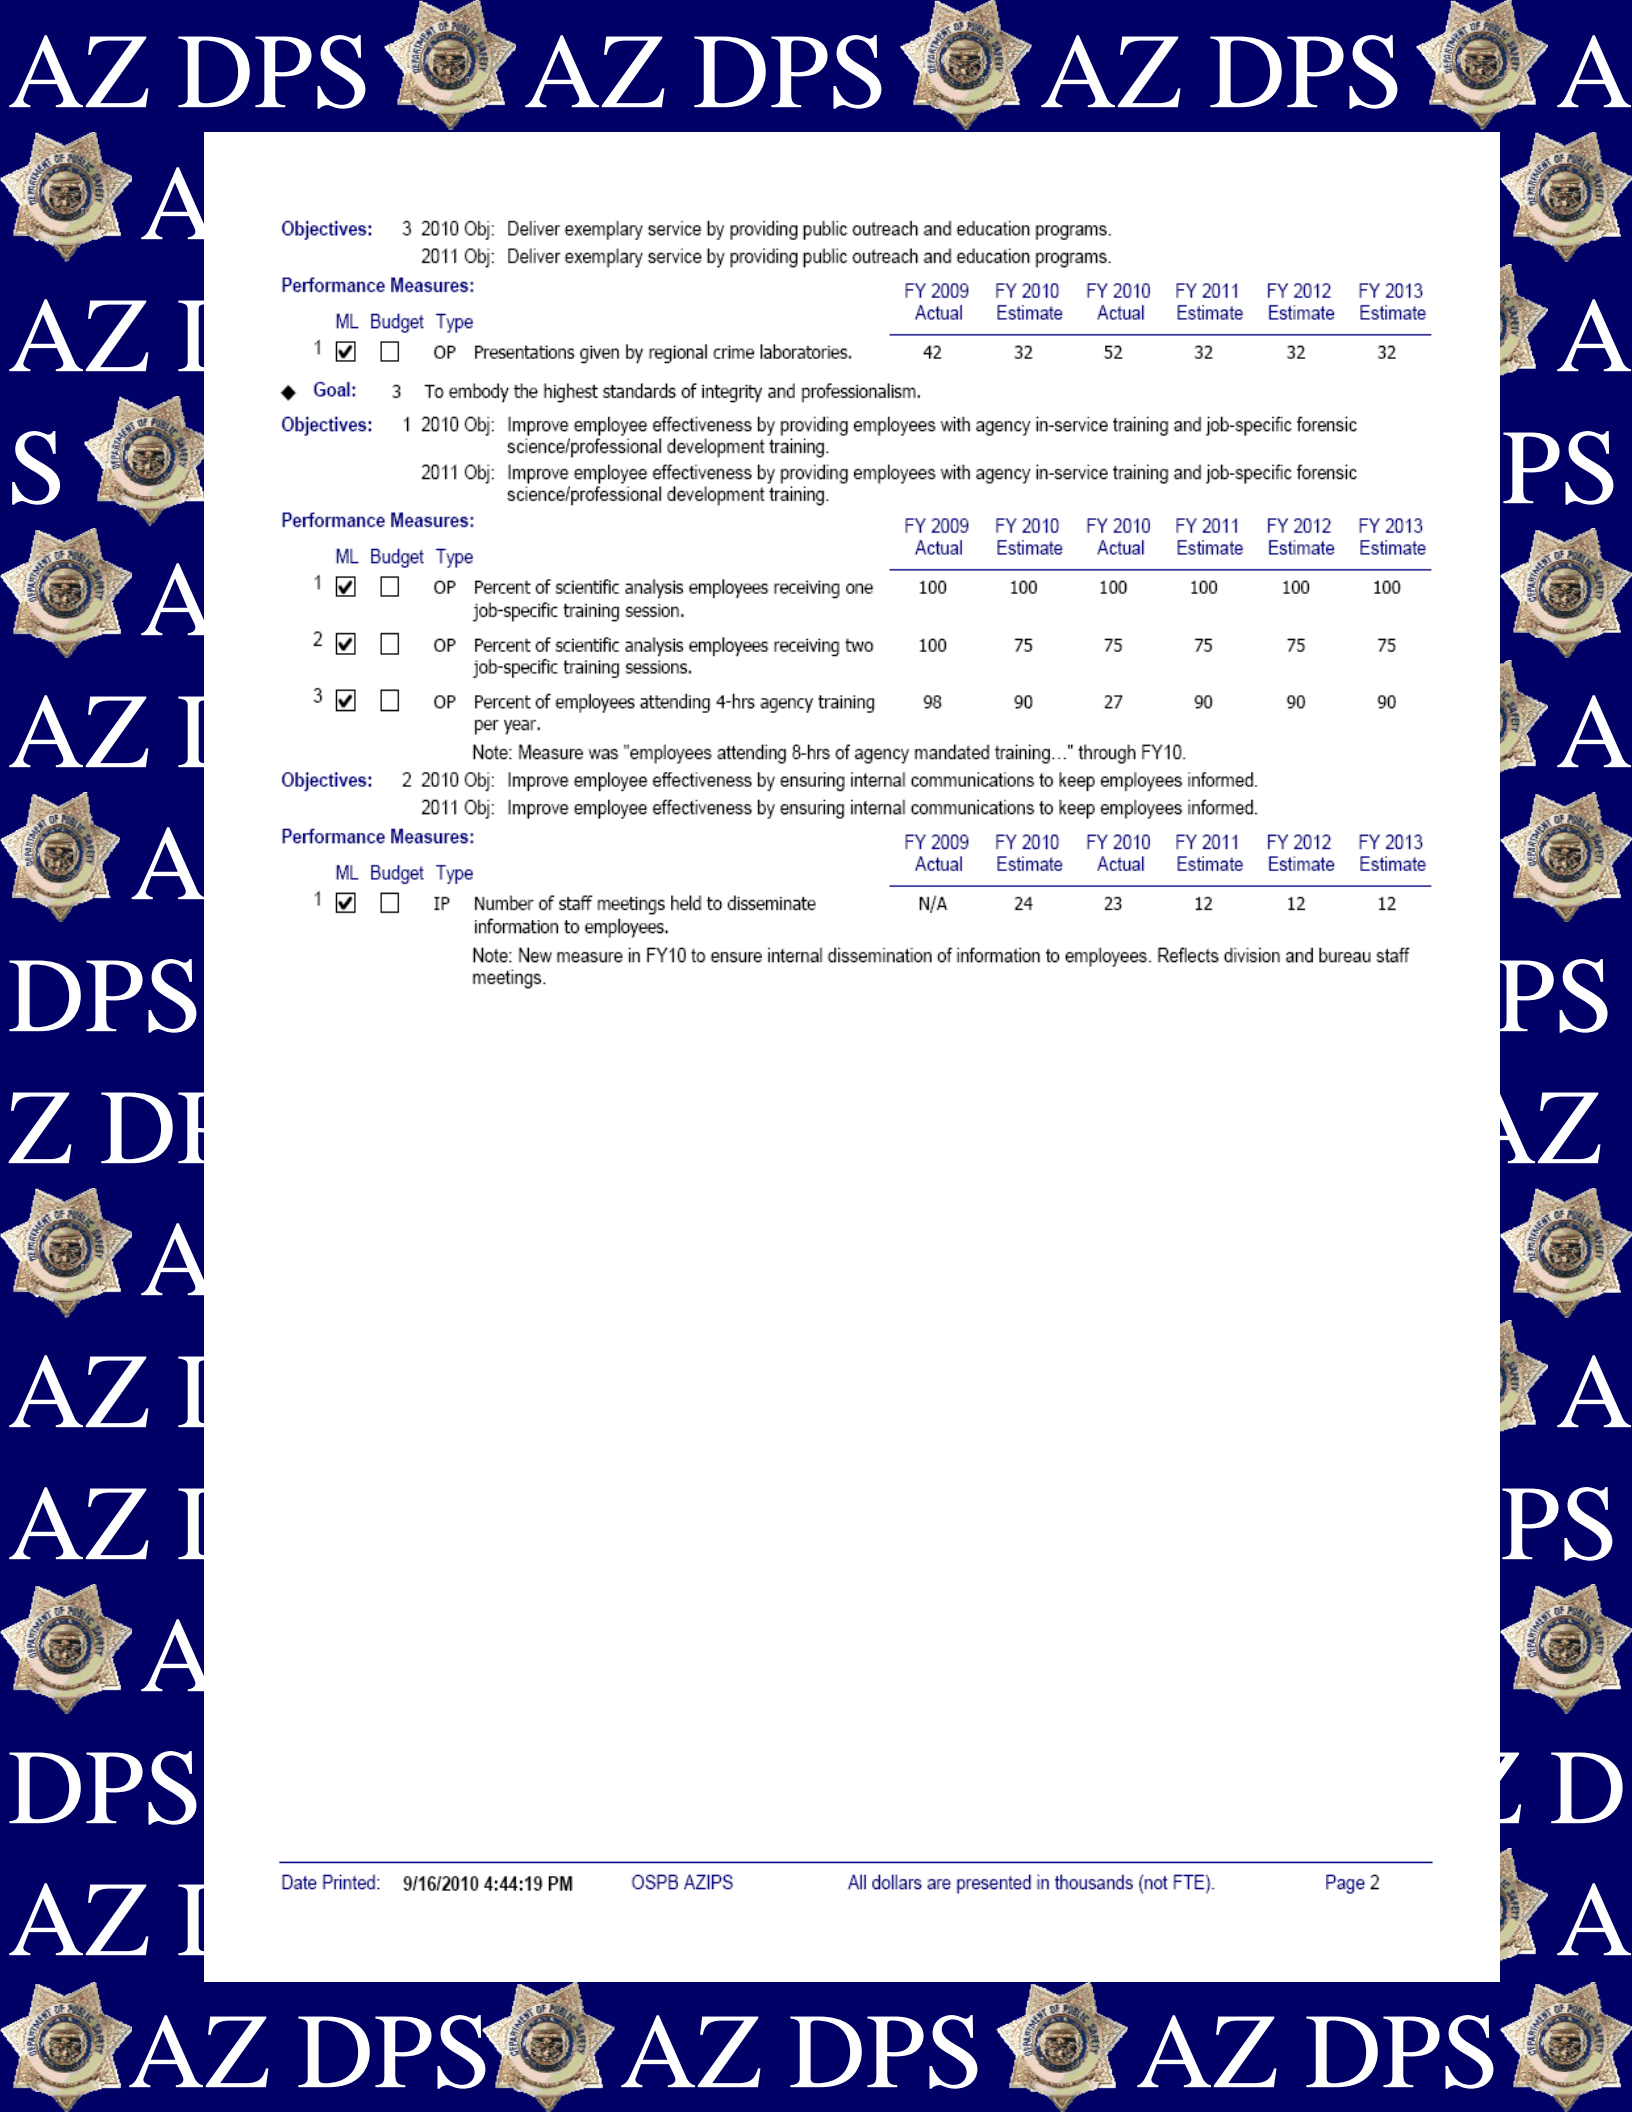 AZ DPS AZ DPS AZ DPS A
Objectives: 3 2010 Obj: Deliver exemplary service by providing public outreach and education programs.
2011 Obj: Deliver exemplary service by providing public outreach and education programs.
Performance Measures:
FY 2009 FY 2010 FY 2010 FY 2011 FY 2012 FY 2013
Actual Estimate Actual Estimate Estimate Estimate
ML Budget Type
1 OP Presentations given by regional crime laboratories. 42 32 52 32 32 32
Goal: 3 To embody the highest standards of integrity and professionalism.
Objectives: 1 2010 Obj: Improve employee effectiveness by providing employees with agency in-service training and job-specific forensic
science/professional development training.
2011 Obj: Improve employee effectiveness by providing employees with agency in-service training and job-specific forensic
science/professional development training.
Performance Measures:
FY 2009 FY 2010 FY 2010 FY 2011 FY 2012 FY 2013
Actual Estimate Actual Estimate Estimate Estimate
ML Budget Type
1 OP Percent of scientific analysis employees receiving one 100 100 100 100 100 100
job-specific training session.
2 OP Percent of scientific analysis employees receiving two 100 75 75 75 75 75
job-specific training sessions.
3 OP Percent of employees attending 4-hrs agency training 98 90 27 90 90 90
per year.
Note: Measure was "employees attending 8-hrs of agency mandated training..." through FY10.
Objectives: 2 2010 Obj: Improve employee effectiveness by ensuring internal communications to keep employees informed.
2011 Obj: Improve employee effectiveness by ensuring internal communications to keep employees informed.
Performance Measures:
FY 2009 FY 2010 FY 2010 FY 2011 FY 2012 FY 2013
Actual Estimate Actual Estimate Estimate Estimate
ML Budget Type
1 IP Number of staff meetings held to disseminate N/A 24 23 12 12 12
information to employees.
Note: New measure in FY10 to ensure internal dissemination of information to employees. Reflects division and bureau staff
meetings.
Date Printed: 9/16/2010 4:44:19 PM OSPB AZIPS All dollars are presented in thousands (not FTE). Page 2
AZ DPS AZ DPS AZ DPS